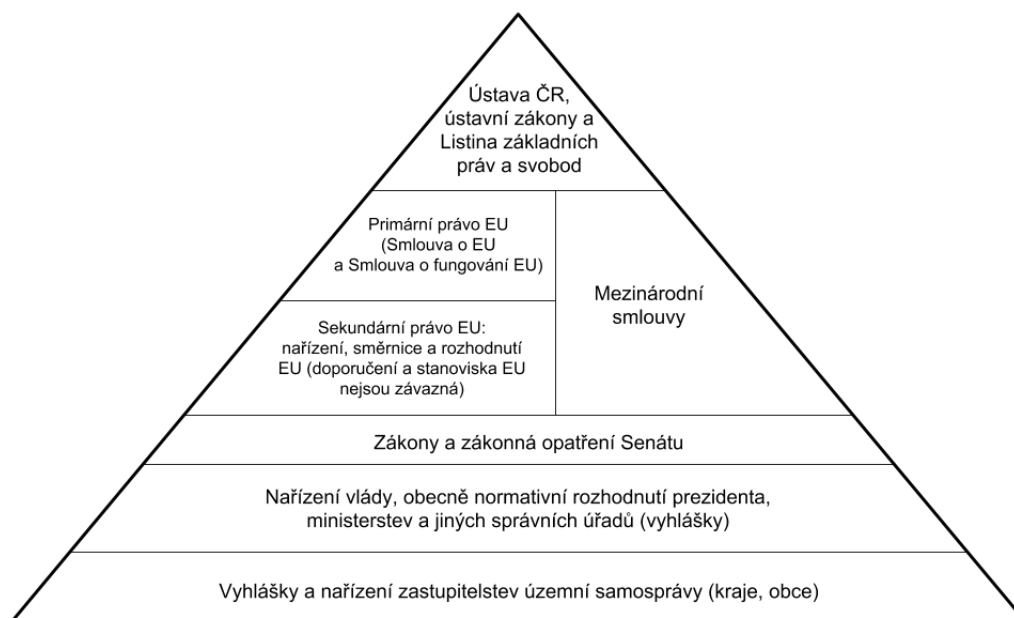 Ústava ČR,
ústavní zákony a
Listina základních
práv a svobod
Primární právo EU
(Smlouva o EU
a Smlouva o fungování EU)
Mezinárodní
smlouvy
Sekundární právo EU:
nařízení, směrnice a rozhodnutí
EU (doporučení a stanoviska EU
nejsou závazná)
Zákony a zákonná opatření Senátu
Nařízení vlády, obecně normativní rozhodnutí prezidenta,
ministerstev a jiných správních úřadů (vyhlášky)
Vyhlášky a nařízení zastupitelstev územní samosprávy (kraje, obce)